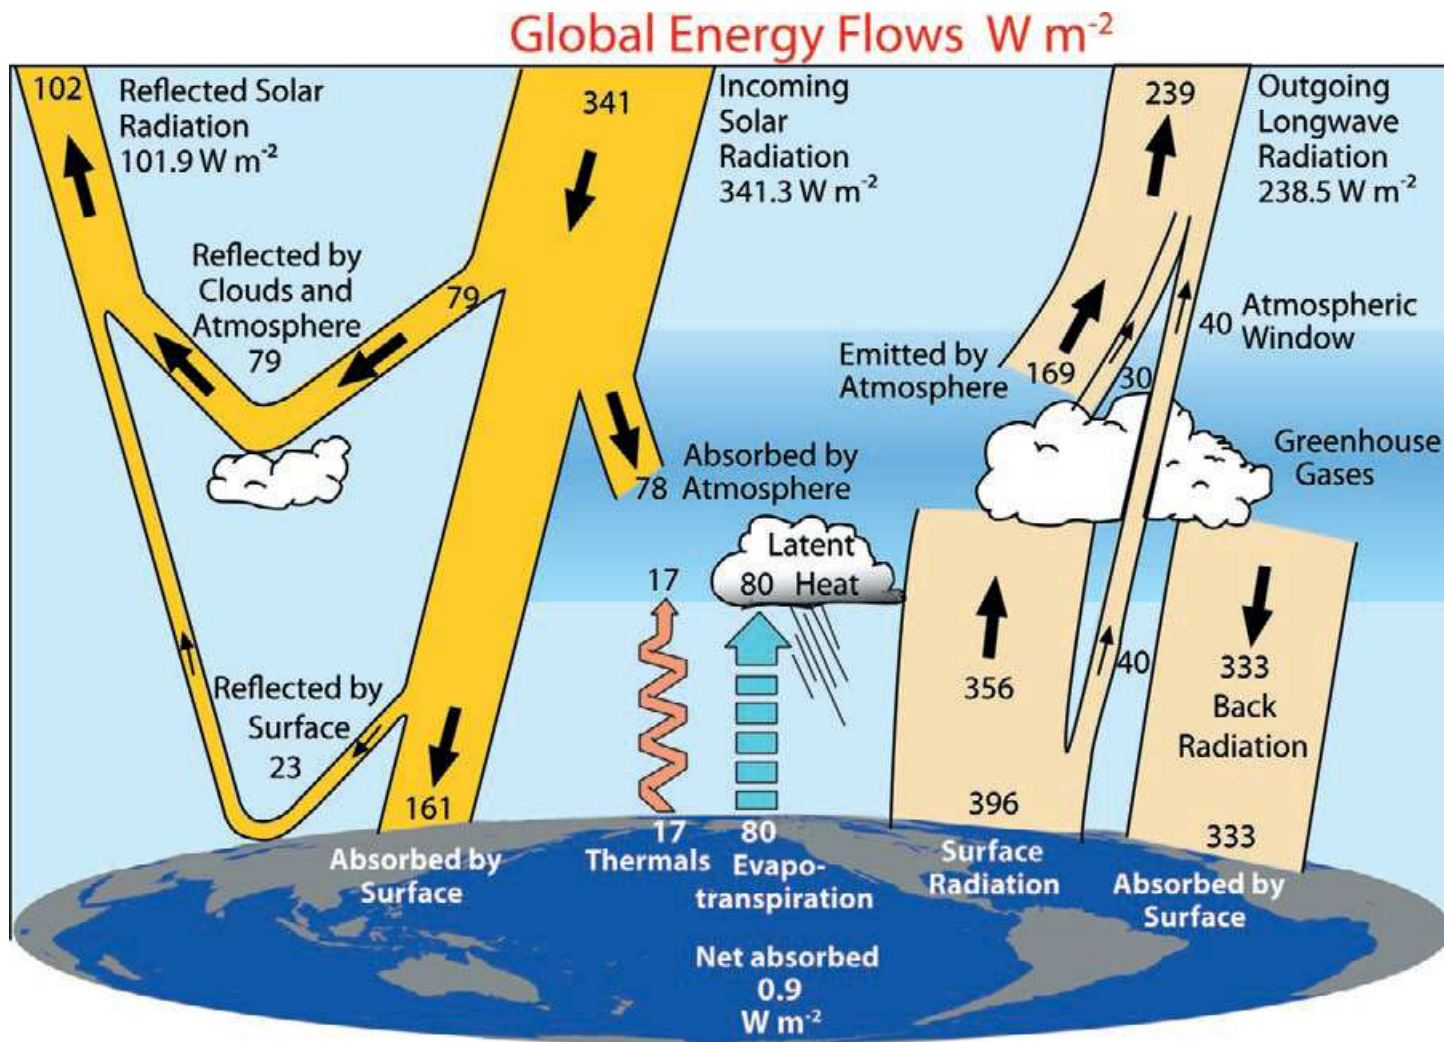 Global Energy Flows W m⁻²
102
Reflected Solar
Radiation
101.9 W m⁻²
341
Incoming
Solar
Radiation
341.3 W m⁻²
239
Outgoing
Longwave
Radiation
238.5 W m⁻²
Reflected by
Clouds and
Atmosphere
79
79
Emitted by
Atmosphere
169
30
40
Atmospheric
Window
Greenhouse
Gases
Absorbed by
78 Atmosphere
17
Latent
80 Heat
356
40
333
Back
Radiation
Reflected by
Surface
23
161
Absorbed by
Surface
17
Thermals
80
Evapo-
transpiration
396
Surface
Radiation
333
Absorbed by
Surface
Net absorbed
0.9
W m⁻²